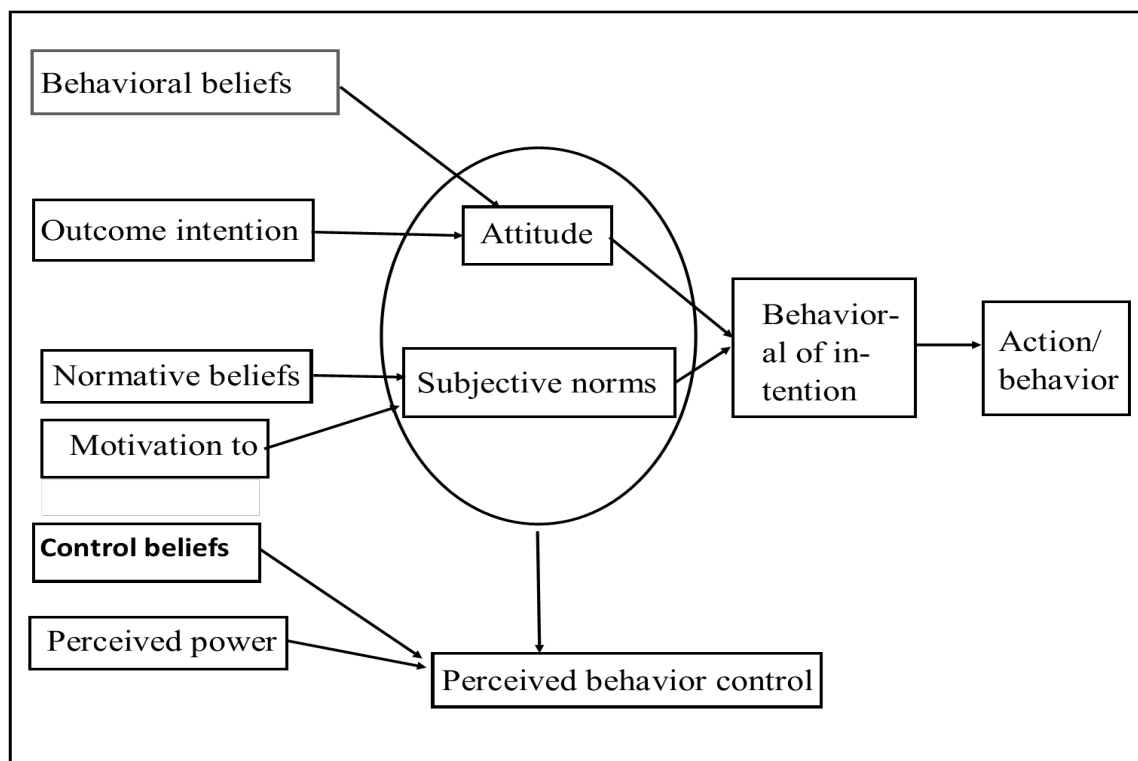 Behavioral beliefs
Outcome intention
Attitude
Normative beliefs
Subjective norms
Motivation to
Behavior-
al of in-
tention
Action/
behavior
Control beliefs
Perceived power
Perceived behavior control